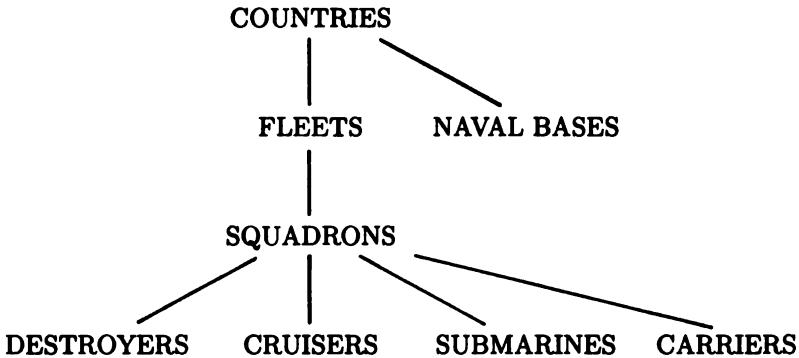 COUNTRIES
FLEETS NAVAL BASES
SQUADRONS
DESTROYERS CRUISERS SUBMARINES CARRIERS